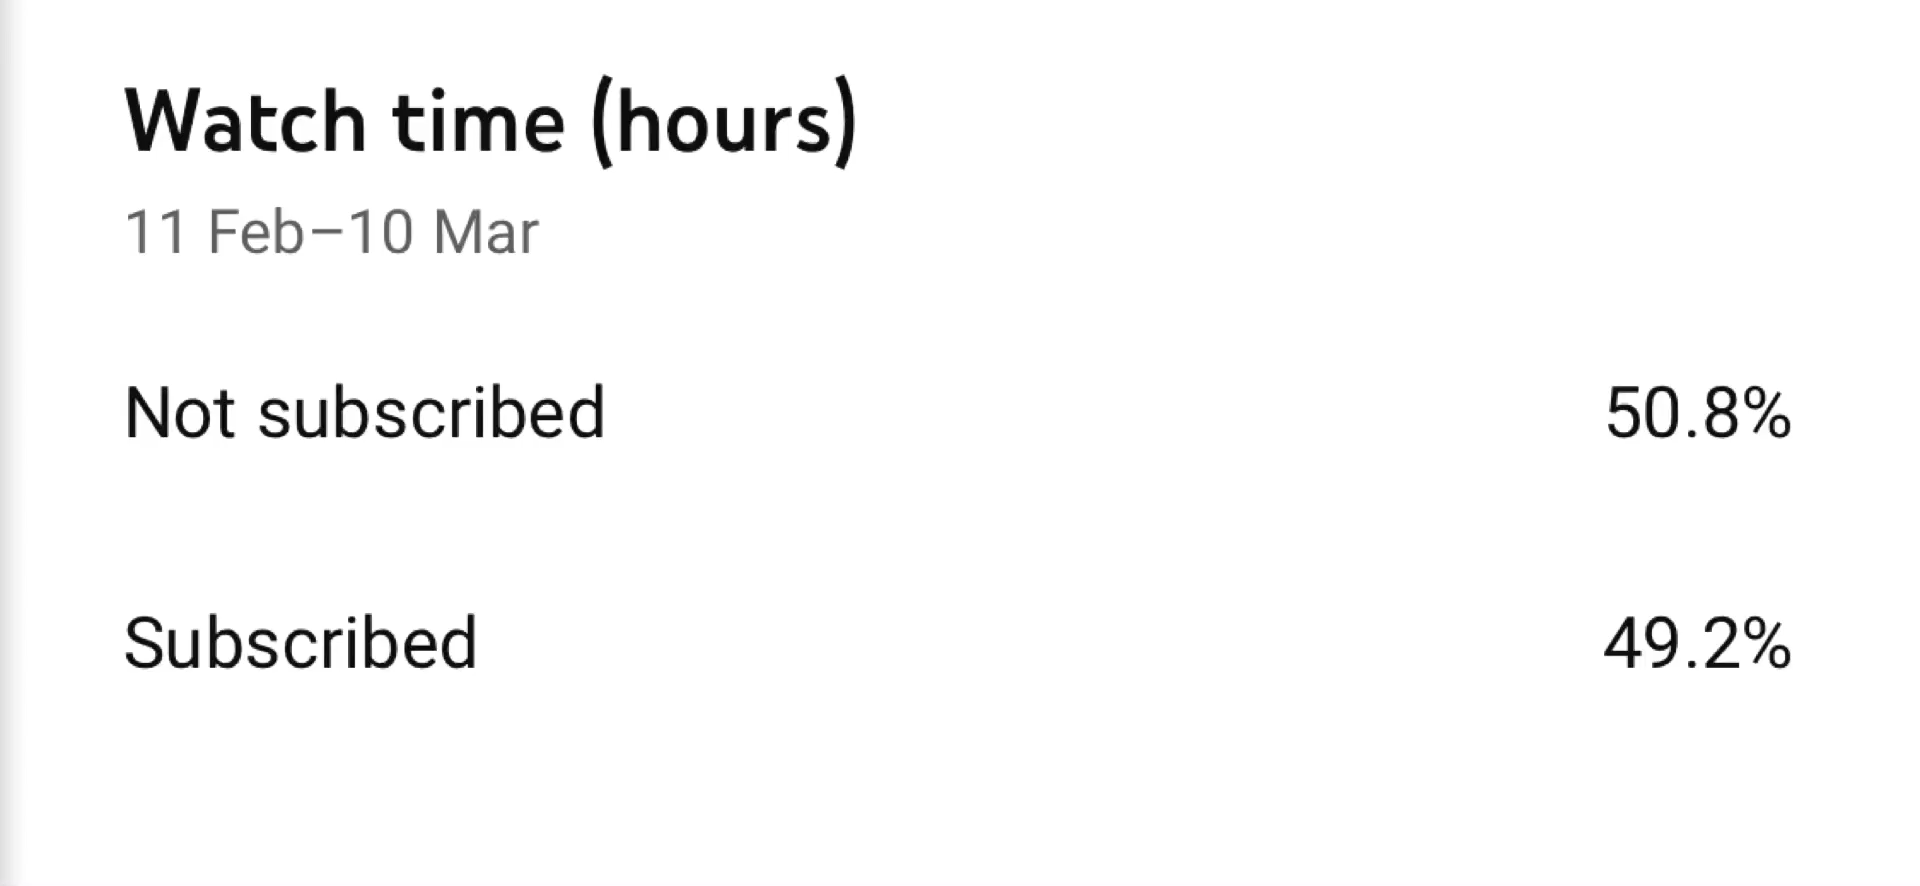 Watch time (hours)
11 Feb–10 Mar
Not subscribed 50.8%
Subscribed 49.2%